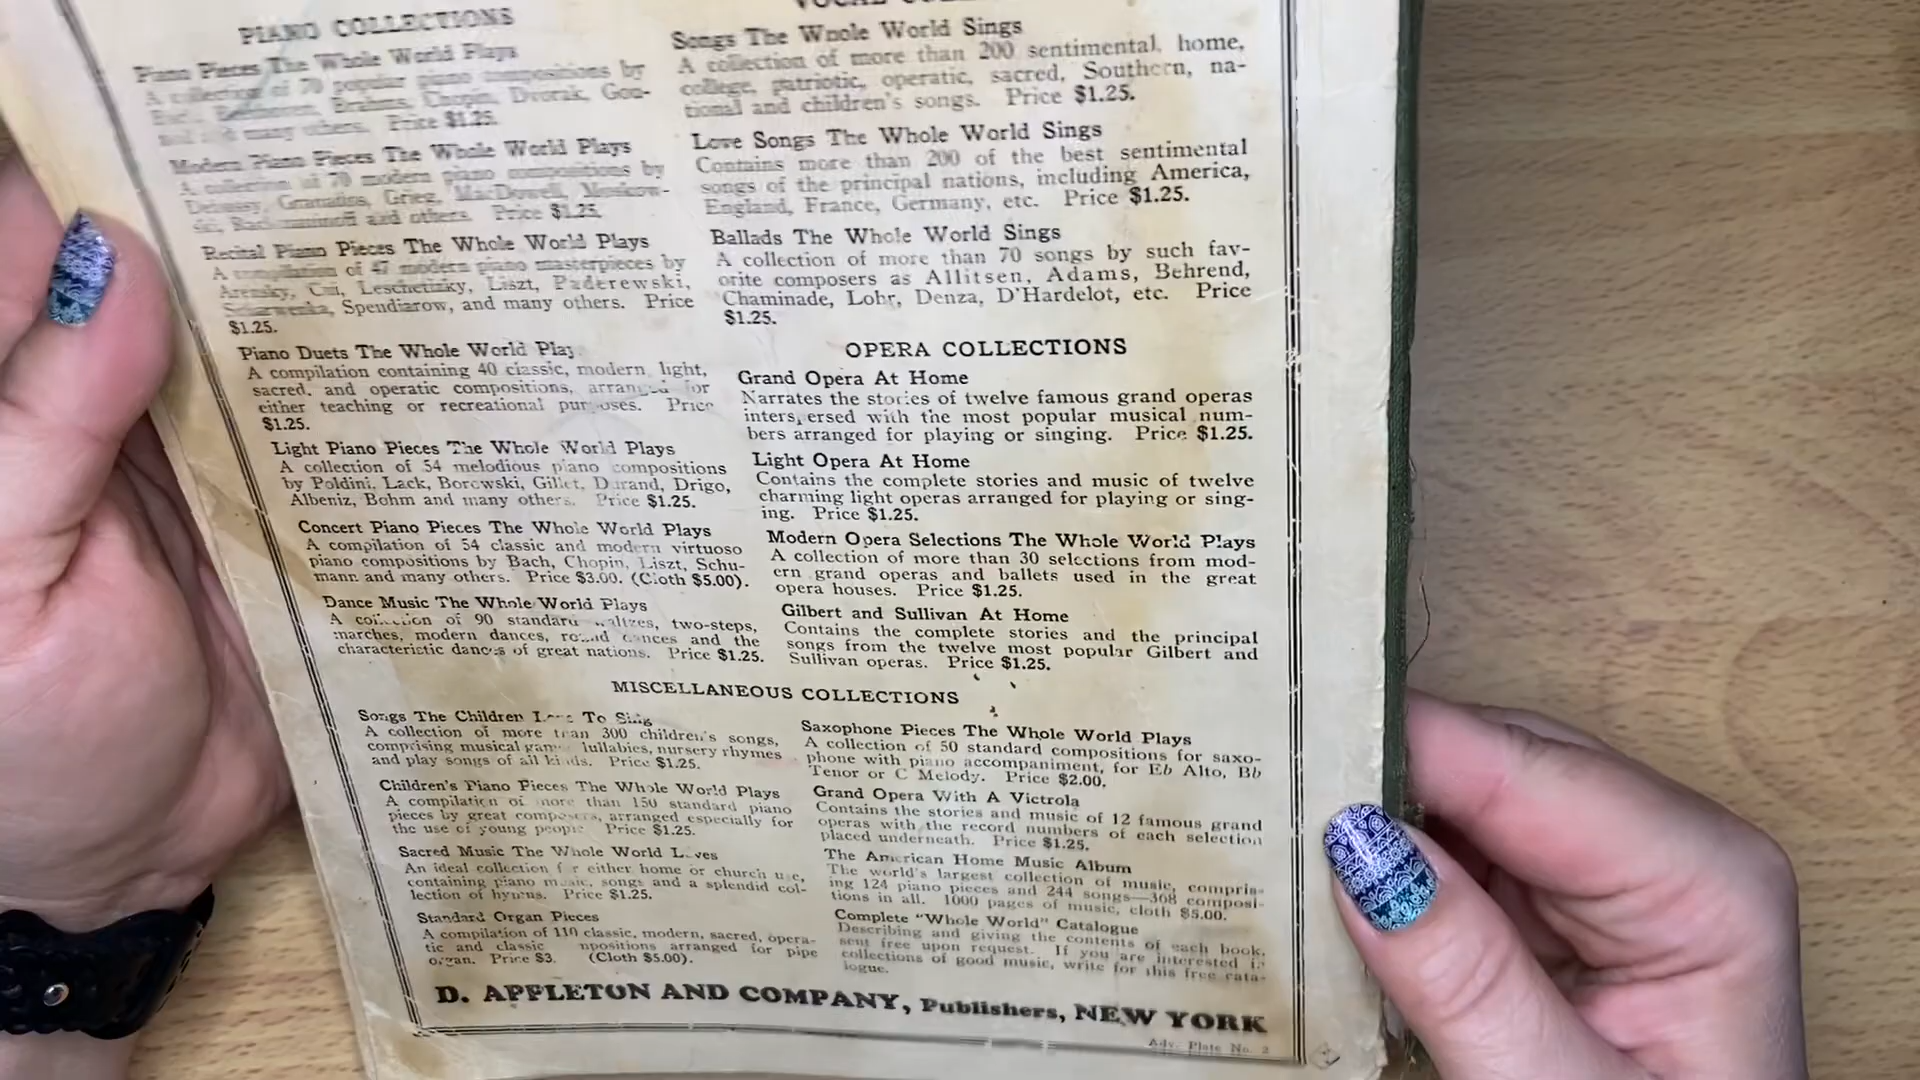 PIANO COLLECTIONS
Piano Pieces The Whole World Plays
A collection of 70 popular piano compositions by
Bach, Beethoven, Brahms, Chopin, Dvorak, Gou-
nod and many others. Price $1.25.
Modern Piano Pieces The Whole World Plays
A collection of 70 modern piano compositions by
Debussy, Granados, Grieg, MacDowell, Moskow-
ski, Rachmaninoff and others. Price $1.25.
Recital Piano Pieces The Whole World Plays
A compilation of 47 modern piano masterpieces by
Arensky, Cui, Leschetizky, Liszt, Paderewski,
Scharwenka, Spendiarow, and many others. Price
$1.25.
Piano Duets The Whole World Play
A compilation containing 40 classic, modern, light,
sacred, and operatic compositions, arranged for
either teaching or recreational purposes. Price
$1.25.
Light Piano Pieces The Whole World Plays
A collection of 54 melodious piano compositions
by Poldini, Lack, Borowski, Gillet, Durand, Drigo,
Albeniz, Bohm and many others. Price $1.25.
Concert Piano Pieces The Whole World Plays
A compilation of 54 classic and modern virtuoso
piano compositions by Bach, Chopin, Liszt, Schu-
mann and many others. Price $3.00. (Cloth $5.00).
Dance Music The Whole World Plays
A collection of 90 standard waltzes, two-steps,
marches, modern dances, round dances and the
characteristic dances of great nations. Price $1.25.
VOCAL
Songs The Whole World Sings
A collection of more than 200 sentimental, home,
college, patriotic, operatic, sacred, Southern, na-
tional and children's songs. Price $1.25.
Love Songs The Whole World Sings
Contains more than 200 of the best sentimental
songs of the principal nations, including America,
England, France, Germany, etc. Price $1.25.
Ballads The Whole World Sings
A collection of more than 70 songs by such fav-
orite composers as Allitsen, Adams, Behrend,
Chaminade, Lohr, Denza, D'Hardelot, etc. Price
$1.25.
OPERA COLLECTIONS
Grand Opera At Home
Narrates the stories of twelve famous grand operas
interspersed with the most popular musical num-
bers arranged for playing or singing. Price $1.25.
Light Opera At Home
Contains the complete stories and music of twelve
charming light operas arranged for playing or sing-
ing. Price $1.25.
Modern Opera Selections The Whole World Plays
A collection of more than 30 selections from mod-
ern grand operas and ballets used in the great
opera houses. Price $1.25.
Gilbert and Sullivan At Home
Contains the complete stories and the principal
songs from the twelve most popular Gilbert and
Sullivan operas. Price $1.25.
MISCELLANEOUS COLLECTIONS
Songs The Children Love To Sing
A collection of more than 300 children's songs,
comprising musical games, lullabies, nursery rhymes
and play songs of all kinds. Price $1.25.
Children's Piano Pieces The Whole World Plays
A compilation of more than 150 standard piano
pieces by great composers, arranged especially for
the use of young people. Price $1.25.
Sacred Music The Whole World Loves
An ideal collection for either home or church use,
containing piano music, songs and a splendid col-
lection of hymns. Price $1.25.
Standard Organ Pieces
A compilation of 110 classic, modern, sacred, opera-
tic and classic compositions arranged for pipe
organ. Price $3. (Cloth $5.00).
Saxophone Pieces The Whole World Plays
A collection of 50 standard compositions for saxo-
phone with piano accompaniment, for Eb Alto, Bb
Tenor or C Melody. Price $2.00.
Grand Opera With A Victrola
Contains the stories and music of 12 famous grand
operas with the record numbers of each selection
placed underneath. Price $1.25.
The American Home Music Album
The world's largest collection of music, compris-
ing 124 piano pieces and 244 songs—368 composi-
tions in all. 1000 pages of music, cloth $5.00.
Complete "Whole World" Catalogue
Describing and giving the contents of each book,
sent free upon request. If you are interested in
collections of good music, write for this free cata-
logue.
D. APPLETON AND COMPANY, Publishers, NEW YORK
Adv. Plate No. 2